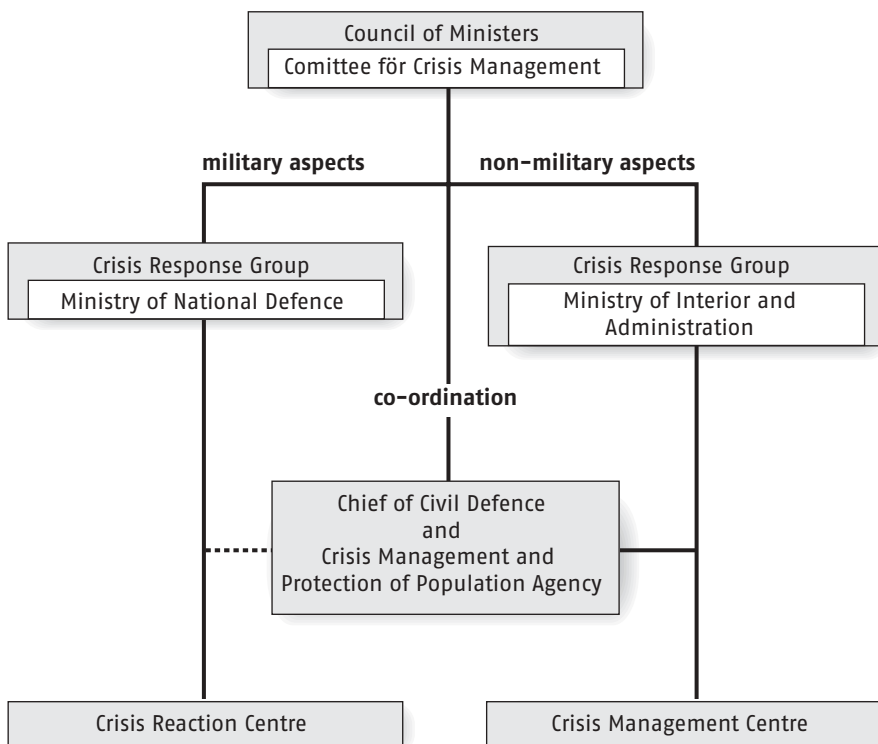 Council of Ministers
Comittee för Crisis Management
military aspects
non-military aspects
Crisis Response Group
Ministry of National Defence
Crisis Response Group
Ministry of Interior and
Administration
co-ordination
Chief of Civil Defence
and
Crisis Management and
Protection of Population Agency
Crisis Reaction Centre
Crisis Management Centre